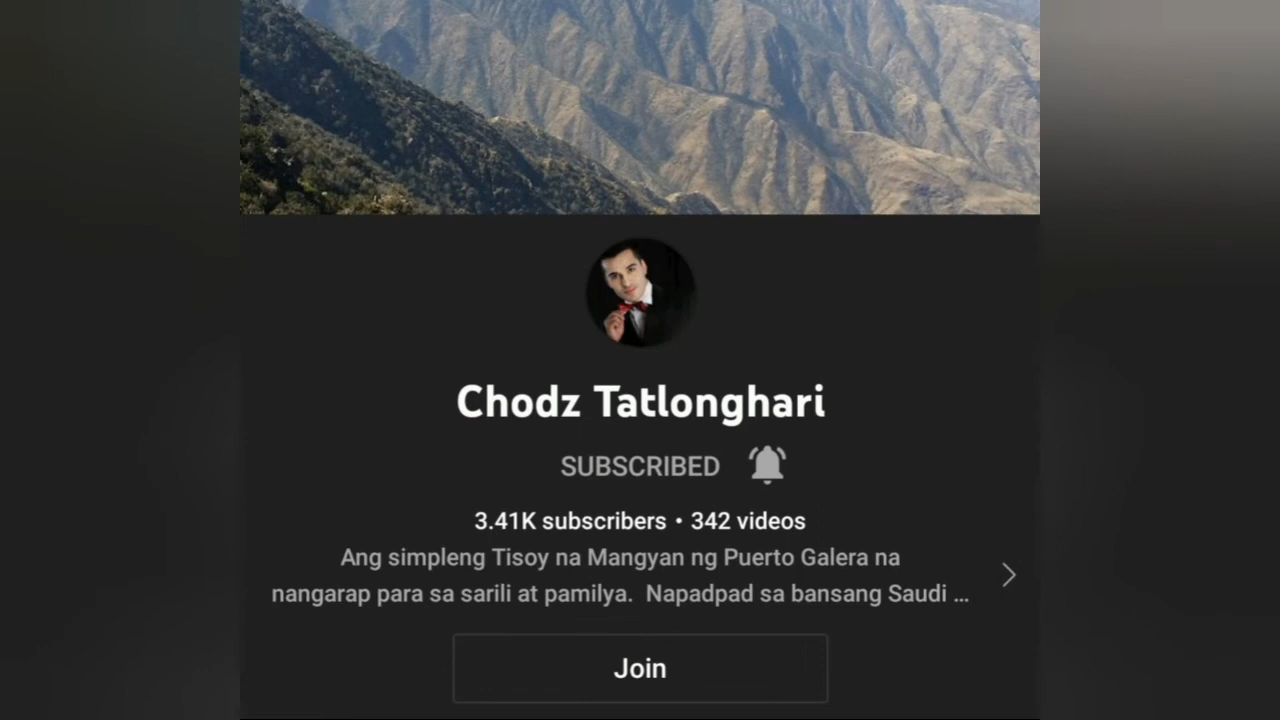 Chodz Tatlonghari
SUBSCRIBED
3.41K subscribers • 342 videos
Ang simpleng Tisoy na Mangyan ng Puerto Galera na
nangarap para sa sarili at pamilya.  Napadpad sa bansang Saudi ...
Join